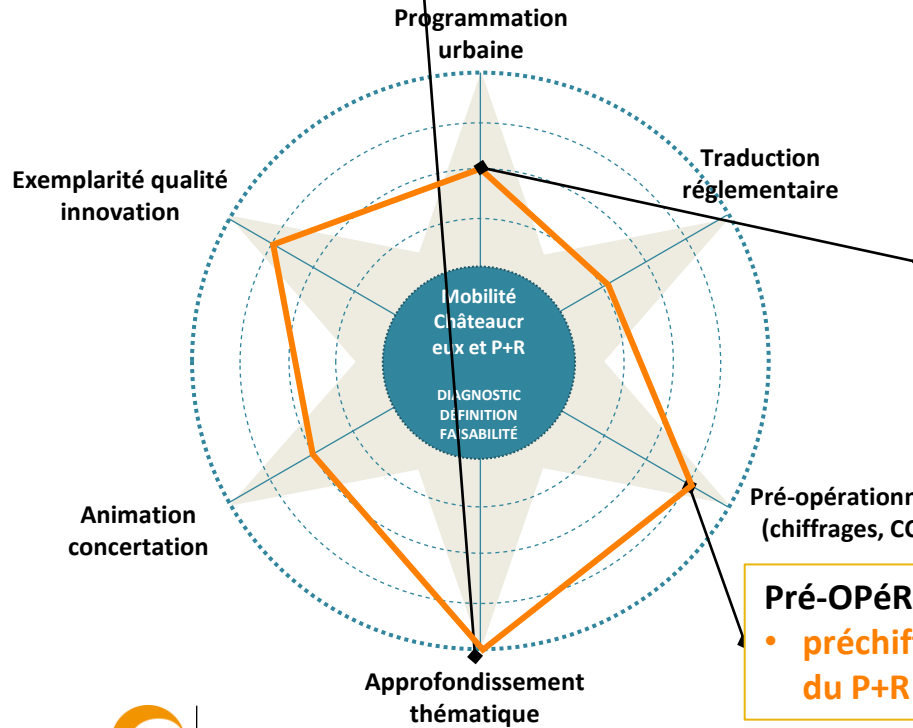 Programmation
urbaine
Exemplarité qualité
innovation
Traduction
réglementaire
Mobilité
Châteaucr
eux et P+R
DIAGNOSTIC
DÉFINITION
FAISABILITÉ
Animation
concertation
Pré-opérationn
(chiffrages, CC
Pré-OPéR
• préchif
du P+R
Approfondissement
thématique